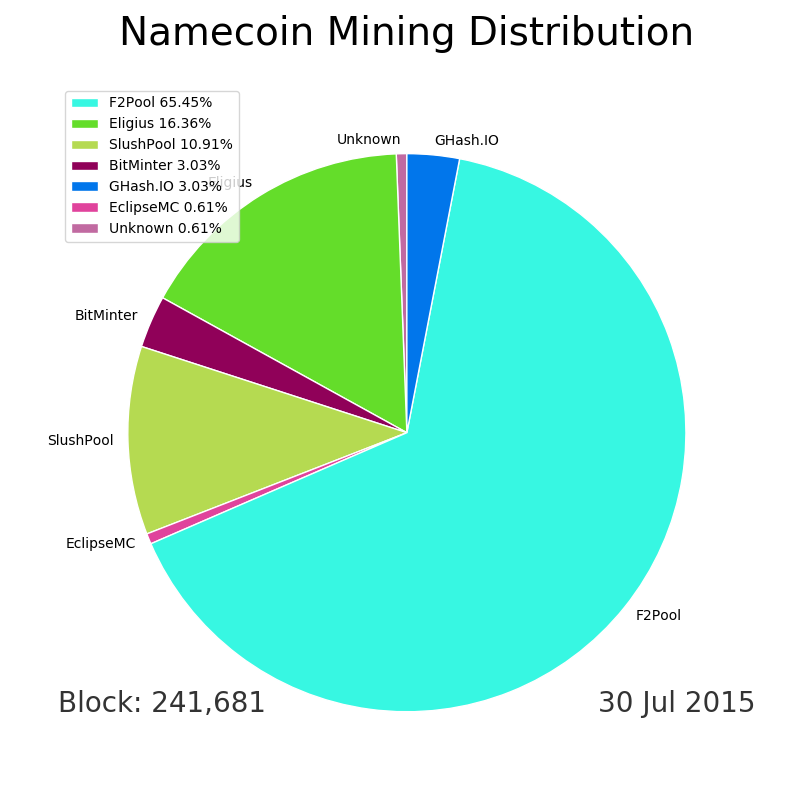 Namecoin Mining Distribution
F2Pool 65.45%
Eligius 16.36%
SlushPool 10.91%
BitMinter 3.03%
GHash.IO 3.03%
EclipseMC 0.61%
Unknown 0.61%
Unknown
GHash.IO
Eligius
BitMinter
SlushPool
EclipseMC
F2Pool
Block: 241,681
30 Jul 2015